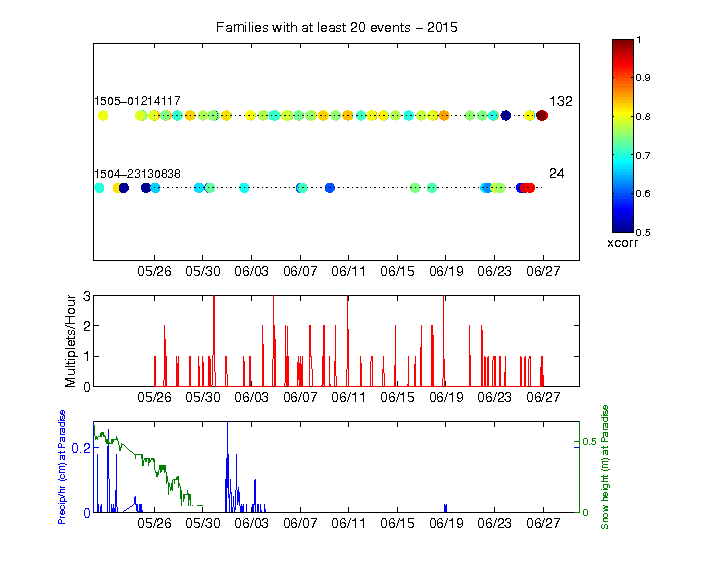 Families with at least 20 events – 2015
1505–01214117
132
1504–23130838
24
05/26 05/30 06/03 06/07 06/11 06/15 06/19 06/23 06/27
1
0.9
0.8
0.7
0.6
0.5
xcorr
Multiplets/Hour
3
2
1
0
05/26 05/30 06/03 06/07 06/11 06/15 06/19 06/23 06/27
Precip/hr (cm) at Paradise
0.2
0
0.5
0
Snow height (m) at Paradise
05/26 05/30 06/03 06/07 06/11 06/15 06/19 06/23 06/27